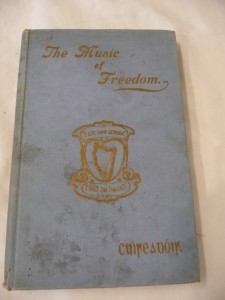 The Music
of
Freedom.
Cuireadóir.